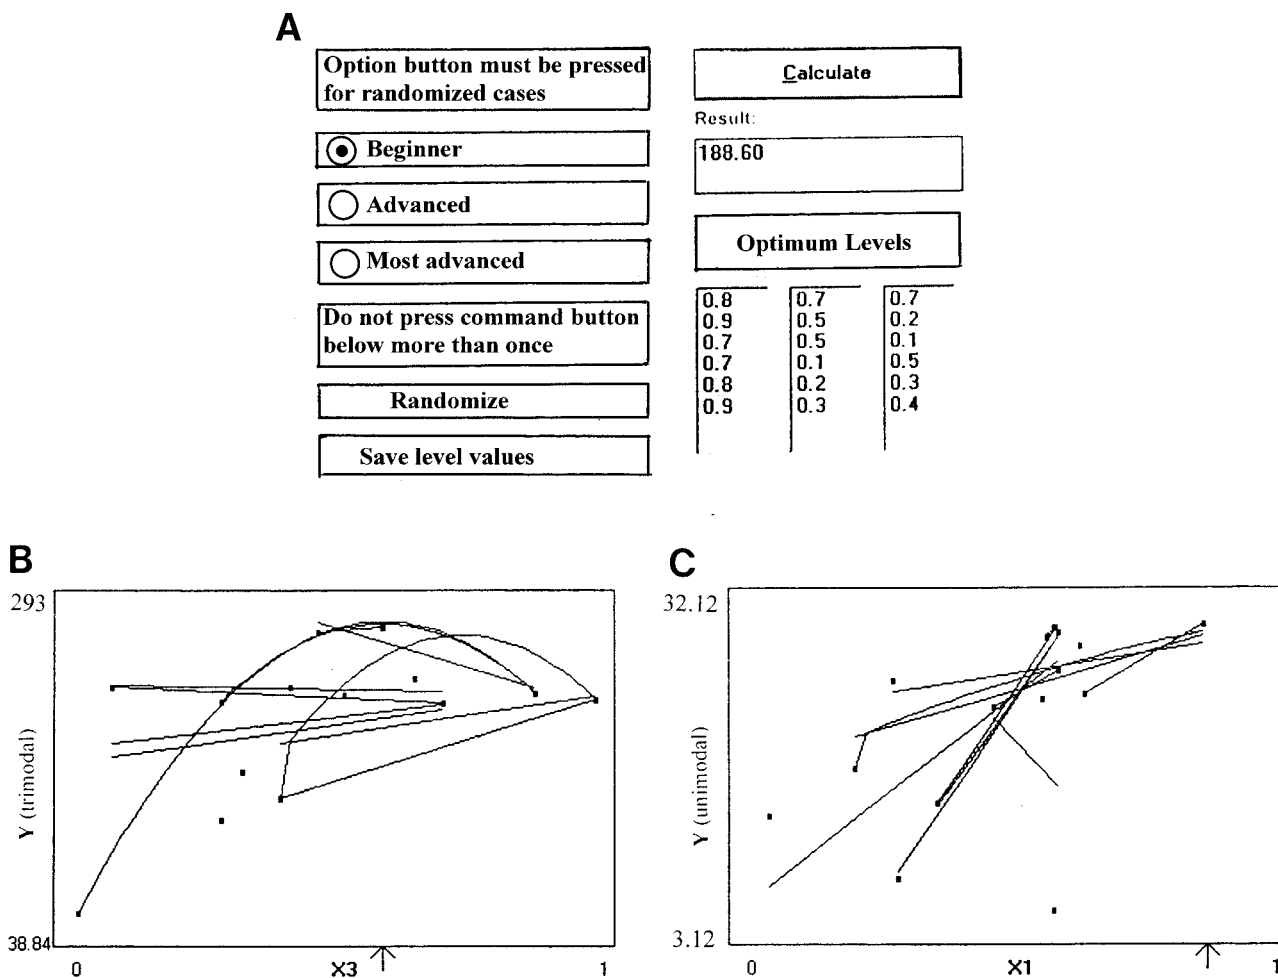 A
Option button must be pressed
for randomized cases
Beginner
Advanced
Most advanced
Do not press command button
below more than once
Randomize
Save level values
Calculate
Result:
188.60
Optimum Levels
0.8 0.7 0.7
0.9 0.5 0.2
0.7 0.5 0.1
0.7 0.1 0.5
0.8 0.2 0.3
0.9 0.3 0.4
B
293
Y (trimodal)
38.84
0 X3 1
C
32.12
Y (unimodal)
3.12
0 X1 1